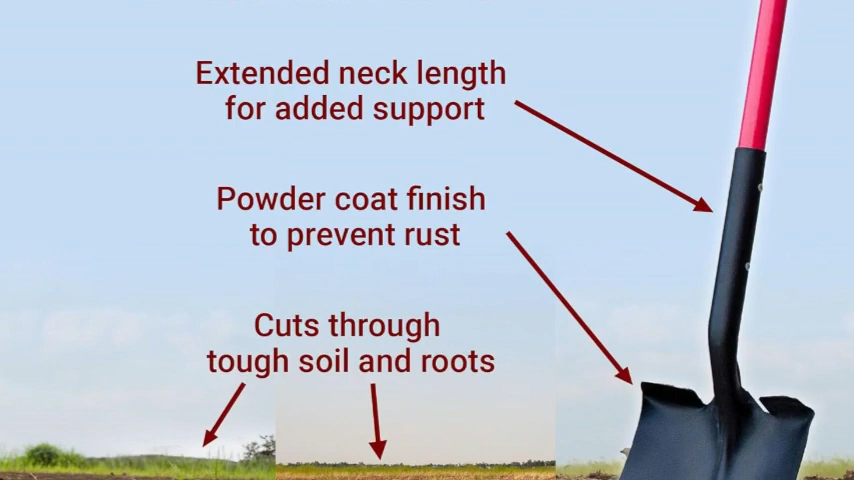 Extended neck length
for added support
Powder coat finish
to prevent rust
Cuts through
tough soil and roots